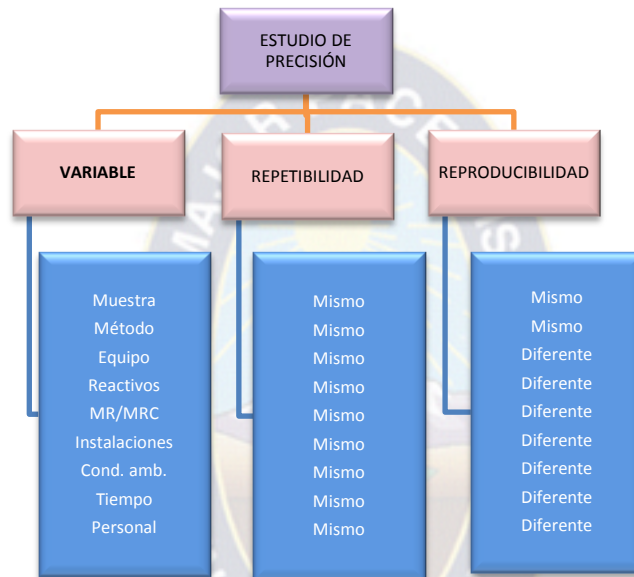 ESTUDIO DE
PRECISIÓN
VARIABLE
REPETIBILIDAD
REPRODUCIBILIDAD
Muestra
Método
Equipo
Reactivos
MR/MRC
Instalaciones
Cond. amb.
Tiempo
Personal
Mismo
Mismo
Mismo
Mismo
Mismo
Mismo
Mismo
Mismo
Mismo
Mismo
Mismo
Diferente
Diferente
Diferente
Diferente
Diferente
Diferente
Diferente